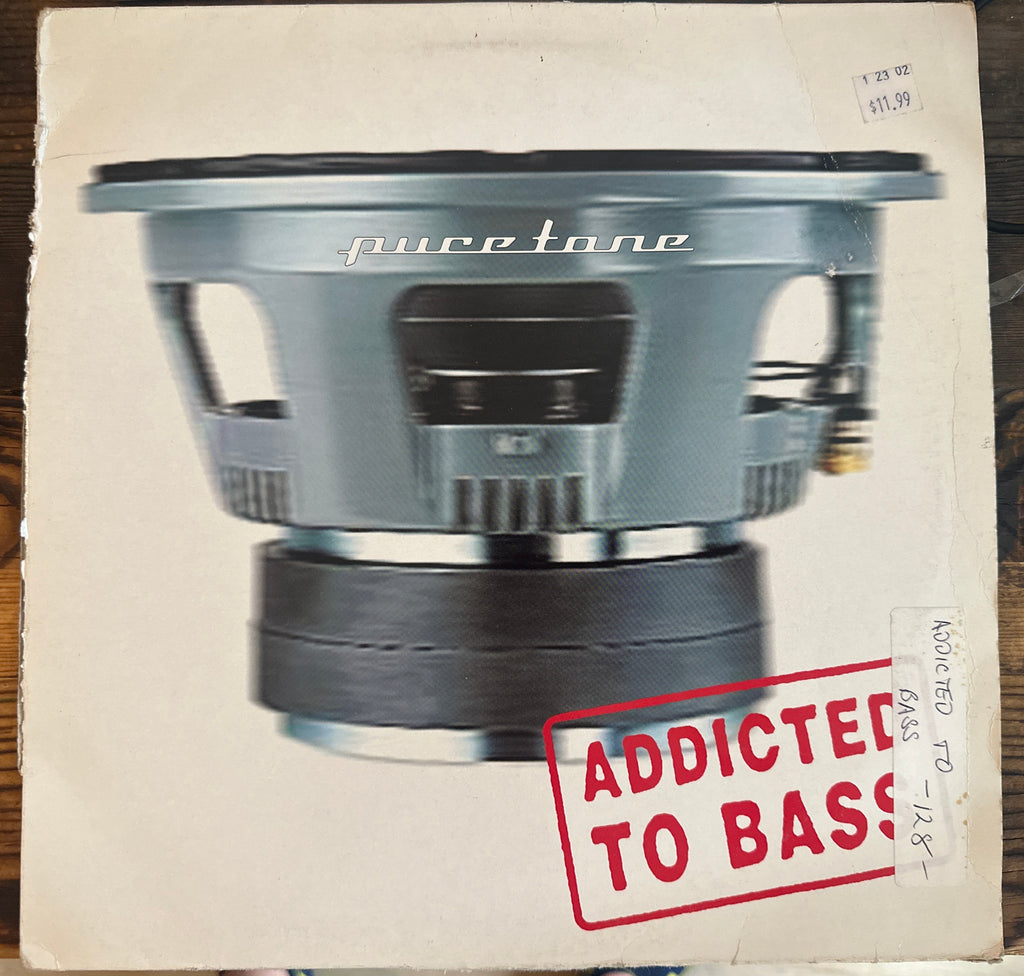 1 23 02
$11.99
puretone
ADDICTED
TO BASS
ADDICTED TO
BASS -128-